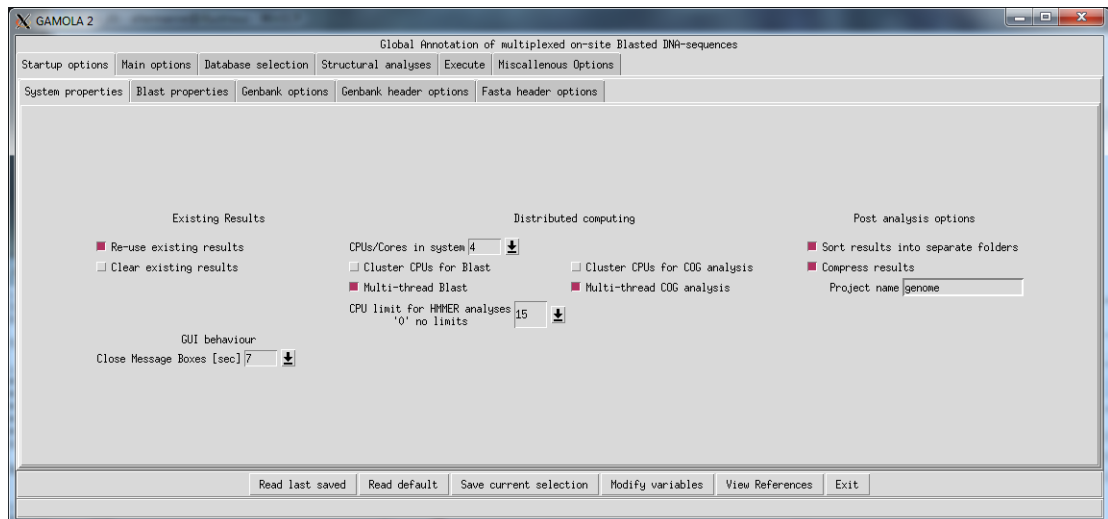 GAMOLA 2
Global Annotation of multiplexed on-site Blasted DNA-sequences
Startup options Main options Database selection Structural analyses Execute Miscallenous Options
System properties Blast properties Genbank options Genbank header options Fasta header options
Existing Results
Re-use existing results
Clear existing results
GUI behaviour
Close Message Boxes [sec] 7
Distributed computing
CPUs/Cores in system 4
Cluster CPUs for Blast Cluster CPUs for COG analysis
Multi-thread Blast Multi-thread COG analysis
CPU limit for HMMER analyses 15
'0' no limits
Post analysis options
Sort results into separate folders
Compress results
Project name genome
Read last saved Read default Save current selection Modify variables View References Exit